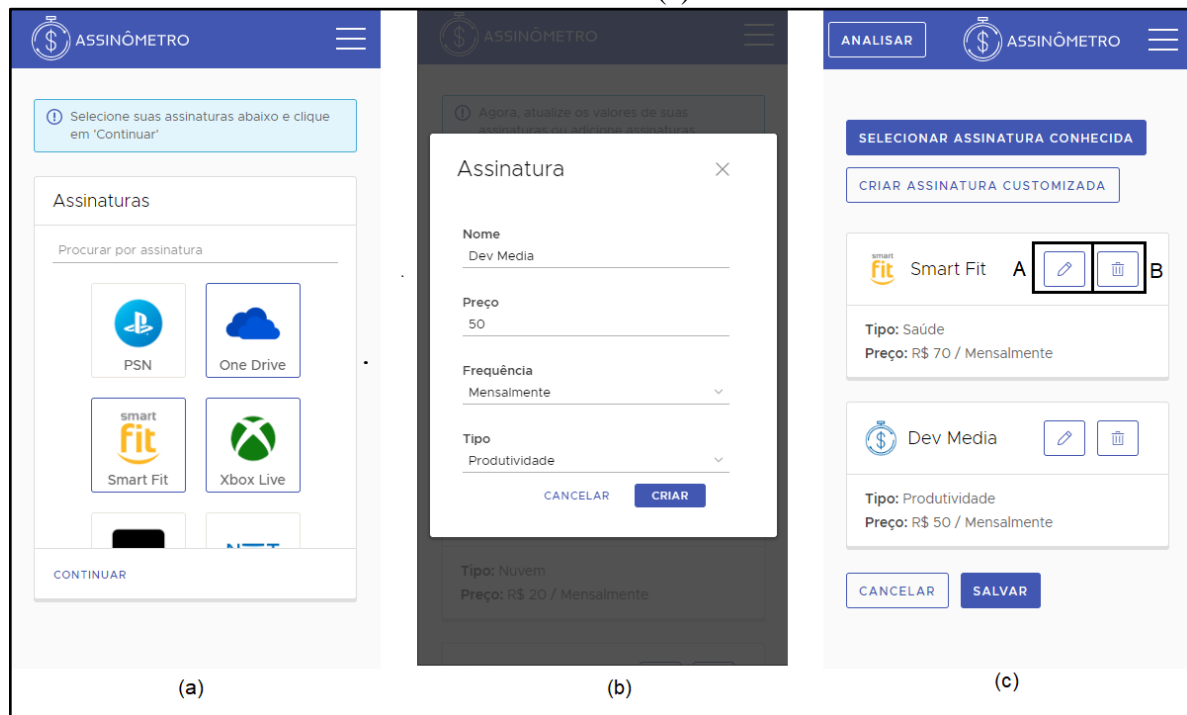 ASSINÔMETRO
Selecione suas assinaturas abaixo e clique
em 'Continuar'
Assinaturas
Procurar por assinatura
PSN
One Drive
smart
fit
Smart Fit
Xbox Live
CONTINUAR
(a)
ASSINÔMETRO
Agora, atualize os valores de suas
assinaturas ou adicione assinaturas
Assinatura
Nome
Dev Media
Preço
50
Frequência
Mensalmente
Tipo
Produtividade
CANCELAR
CRIAR
Tipo: Nuvem
Preço: R$ 20 / Mensalmente
(b)
ANALISAR
ASSINÔMETRO
SELECIONAR ASSINATURA CONHECIDA
CRIAR ASSINATURA CUSTOMIZADA
smart
fit
Smart Fit
A
B
Tipo: Saúde
Preço: R$ 70 / Mensalmente
Dev Media
Tipo: Produtividade
Preço: R$ 50 / Mensalmente
CANCELAR
SALVAR
(c)